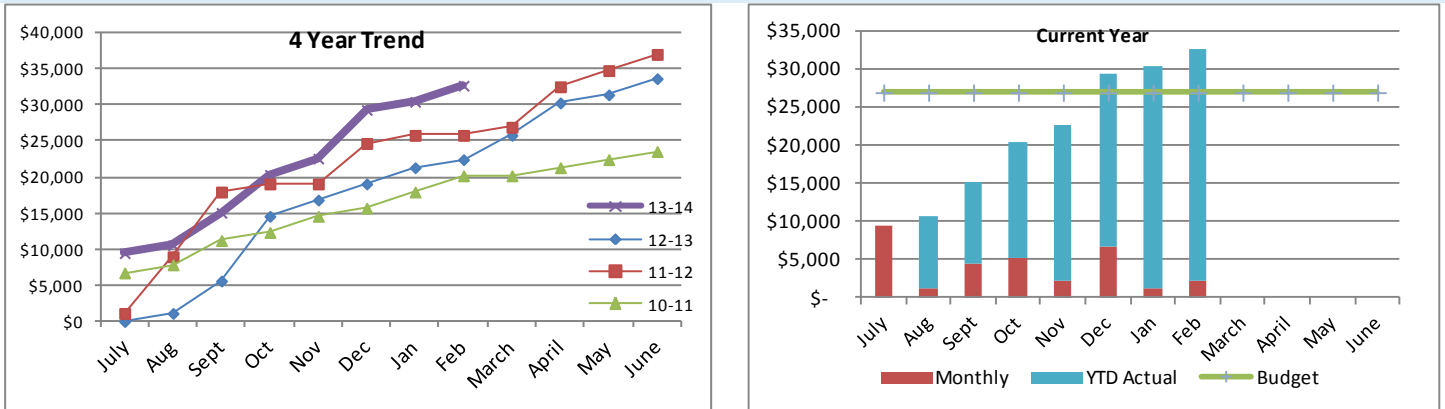 4 Year Trend
$40,000
$35,000
$30,000
$25,000
$20,000
$15,000
$10,000
$5,000
$0
July
Aug
Sept
Oct
Nov
Dec
Jan
Feb
March
April
May
June
13-14
12-13
11-12
10-11
Current Year
$35,000
$30,000
$25,000
$20,000
$15,000
$10,000
$5,000
$-
July
Aug
Sept
Oct
Nov
Dec
Jan
Feb
March
April
May
June
Monthly YTD Actual Budget